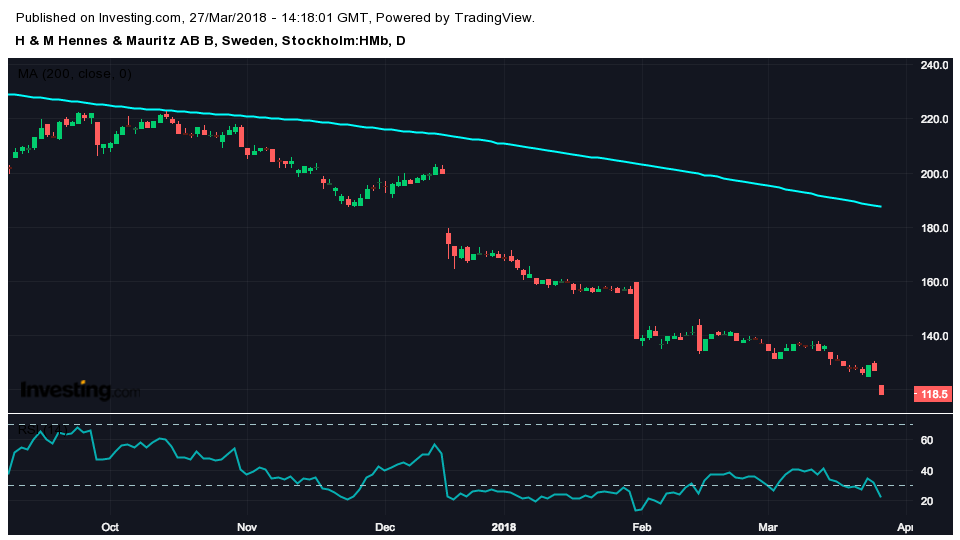 Published on Investing.com, 27/Mar/2018 - 14:18:01 GMT, Powered by TradingView.
H & M Hennes & Mauritz AB B, Sweden, Stockholm:HMb, D
MA (200, close, 0)
240.0
220.0
200.0
180.0
160.0
140.0
118.5
Investing.com
60
40
20
Oct
Nov
Dec
2018
Feb
Mar
Apr